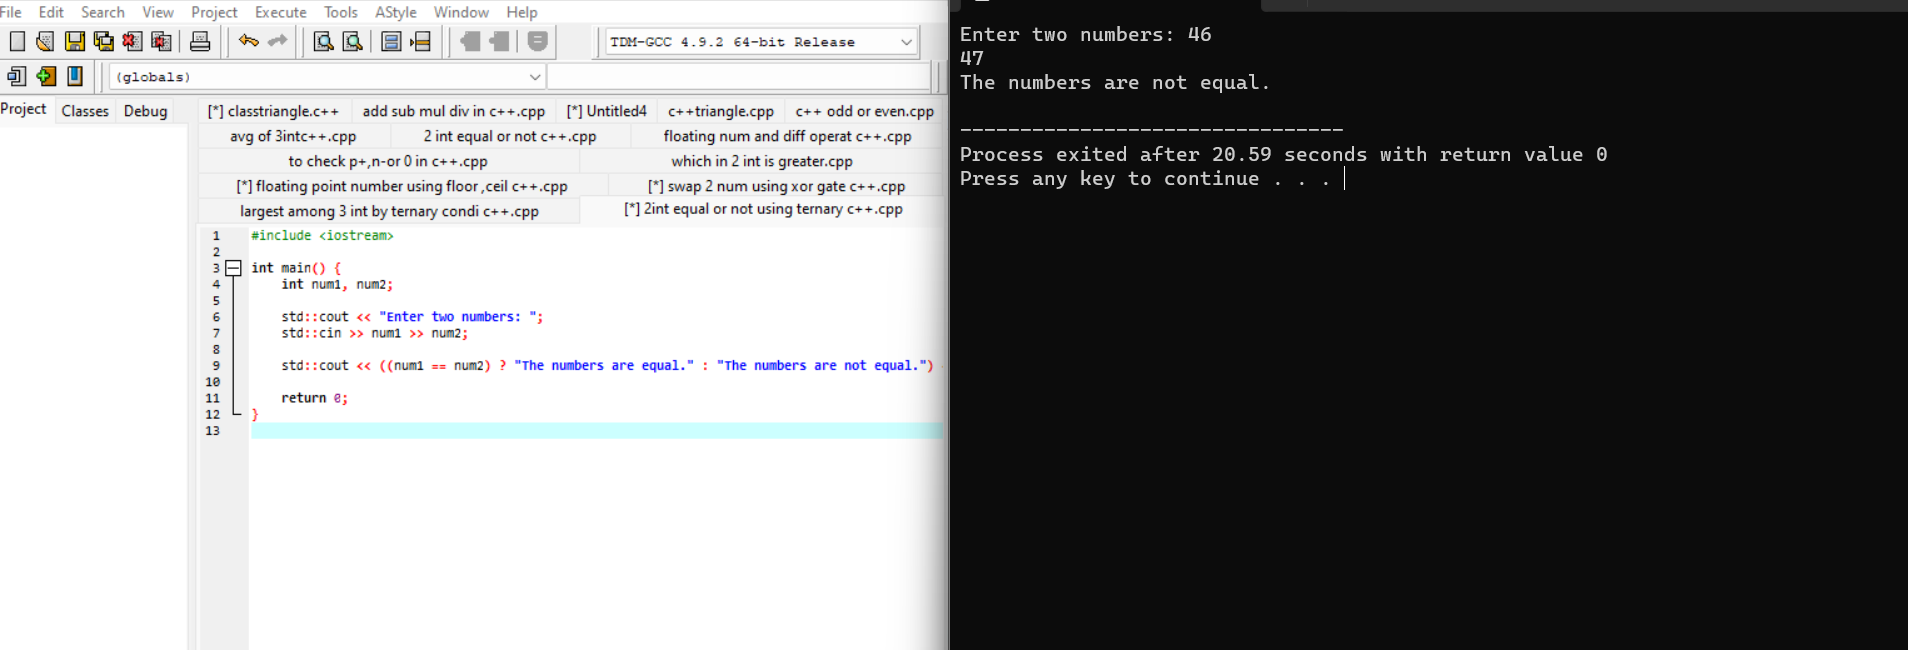 File Edit Search View Project Execute Tools AStyle Window Help
TDM-GCC 4.9.2 64-bit Release
(globals)
Project Classes Debug
[*] classtriangle.c++ add sub mul div in c++.cpp [*] Untitled4 c++triangle.cpp c++ odd or even.cpp
avg of 3intc++.cpp 2 int equal or not c++.cpp floating num and diff operat c++.cpp
to check p+,n-or 0 in c++.cpp which in 2 int is greater.cpp
[*] floating point number using floor ,ceil c++.cpp [*] swap 2 num using xor gate c++.cpp
largest among 3 int by ternary condi c++.cpp [*] 2int equal or not using ternary c++.cpp
1 #include <iostream>
2
3 int main() {
4 int num1, num2;
5
6 std::cout << "Enter two numbers: ";
7 std::cin >> num1 >> num2;
8
9 std::cout << ((num1 == num2) ? "The numbers are equal." : "The numbers are not equal.")
10
11 return 0;
12 }
13
Enter two numbers: 46
47
The numbers are not equal.
--------------------------------
Process exited after 20.59 seconds with return value 0
Press any key to continue . . .